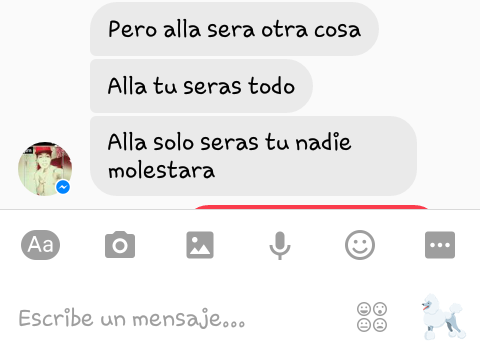 Pero alla sera otra cosa
Alla tu seras todo
Alla solo seras tu nadie
molestara
Aa
Escribe un mensaje...